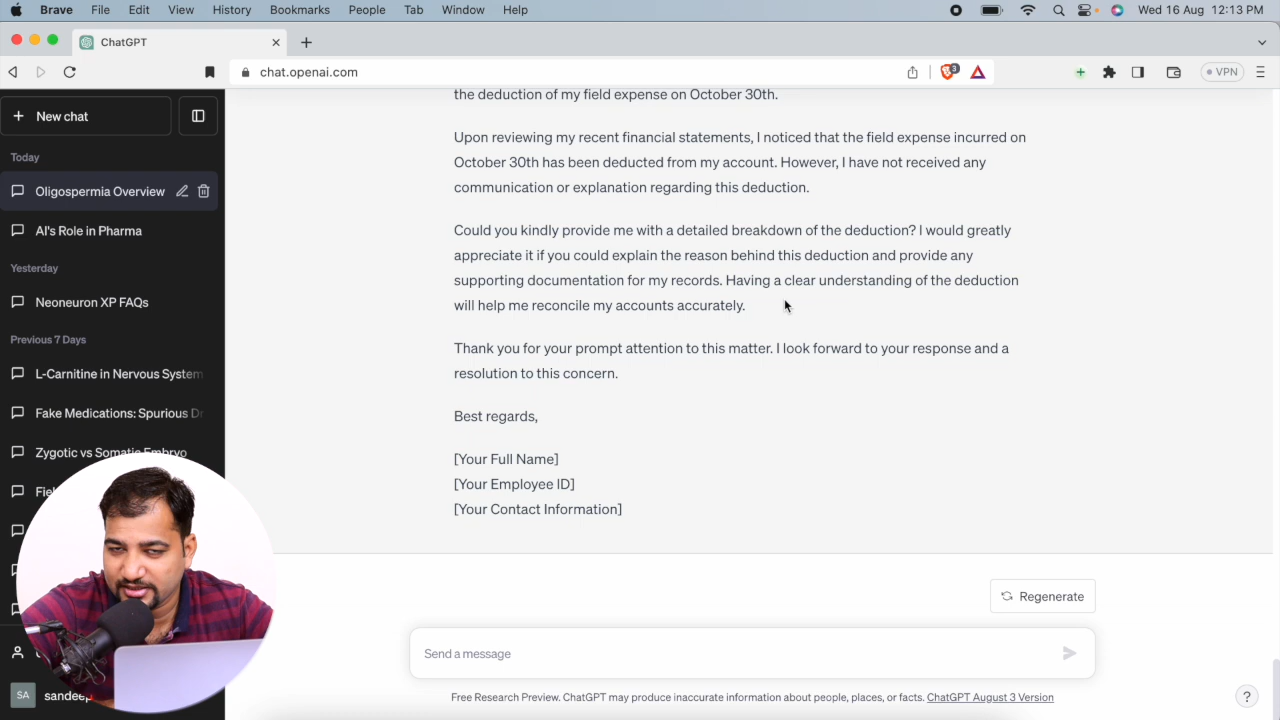 Brave File Edit View History Bookmarks People Tab Window Help Wed 16 Aug 12:13 PM
ChatGPT
chat.openai.com 3 VPN
New chat
Today
Oligospermia Overview
AI's Role in Pharma
Yesterday
Neoneuron XP FAQs
Previous 7 Days
L-Carnitine in Nervous System
Fake Medications: Spurious Dr
Zygotic vs Somatic Embryo
SA
the deduction of my field expense on October 30th.
Upon reviewing my recent financial statements, I noticed that the field expense incurred on
October 30th has been deducted from my account. However, I have not received any
communication or explanation regarding this deduction.
Could you kindly provide me with a detailed breakdown of the deduction? I would greatly
appreciate it if you could explain the reason behind this deduction and provide any
supporting documentation for my records. Having a clear understanding of the deduction
will help me reconcile my accounts accurately.
Thank you for your prompt attention to this matter. I look forward to your response and a
resolution to this concern.
Best regards,
[Your Full Name]
[Your Employee ID]
[Your Contact Information]
Regenerate
Send a message
Free Research Preview. ChatGPT may produce inaccurate information about people, places, or facts. ChatGPT August 3 Version
?